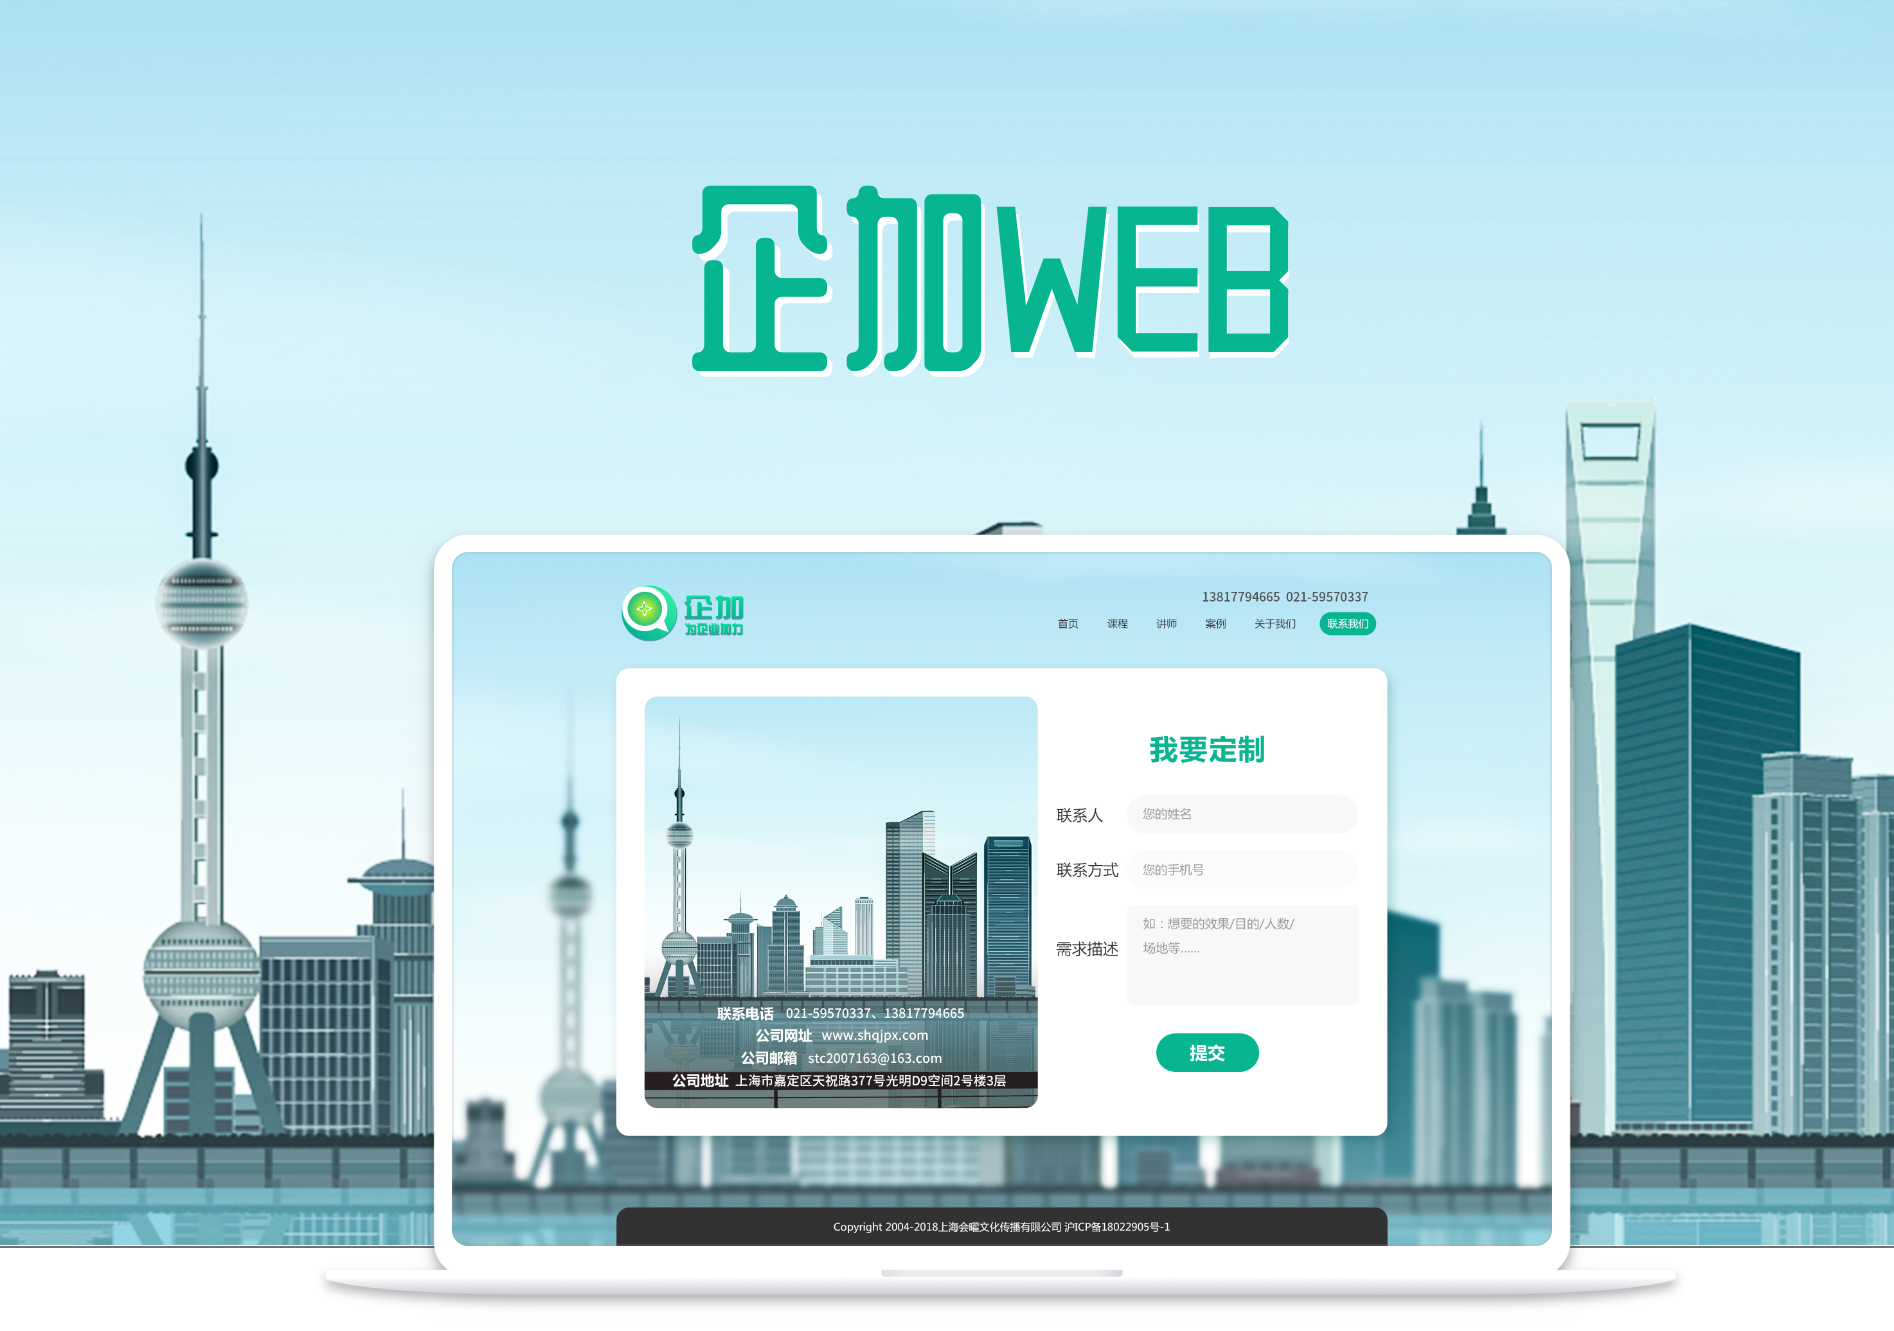 企加WEB
企加
为企业加力
13817794665 021-59570337
首页 课程 讲师 案例 关于我们 联系我们
我要定制
联系人 您的姓名
联系方式 您的手机号
需求描述 如：想要的效果/目的/人数/
场地等......
提交
联系电话 021-59570337、13817794665
公司网址 www.shqjpx.com
公司邮箱 stc2007163@163.com
公司地址 上海市嘉定区天祝路377号光明D9空间2号楼3层
Copyright 2004-2018上海会曜文化传播有限公司 沪ICP备18022905号-1